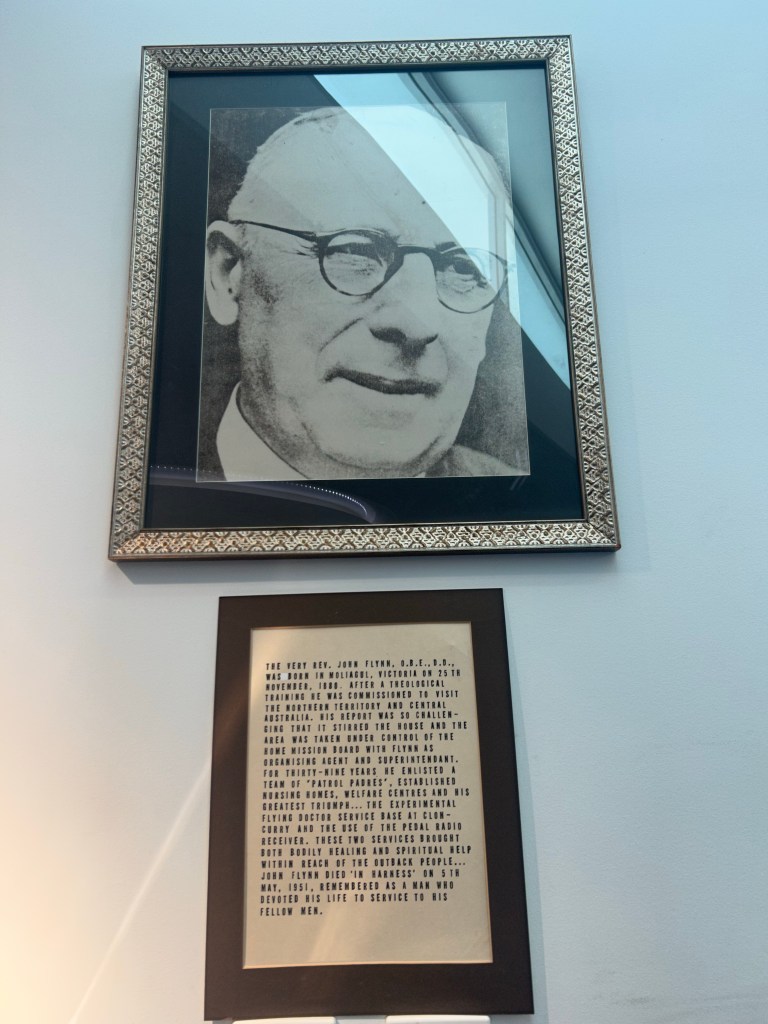 THE VERY REV. JOHN FLYNN, O.B.E., D.D.,
WAS BORN IN MOLIAGUL, VICTORIA ON 25TH
NOVEMBER, 1880. AFTER A THEOLOGICAL
TRAINING HE WAS COMMISSIONED TO VISIT
THE NORTHERN TERRITORY AND CENTRAL
AUSTRALIA. HIS REPORT WAS SO CHALLEN-
GING THAT IT STIRRED THE HOUSE AND THE
AREA WAS TAKEN UNDER CONTROL OF THE
HOME MISSION BOARD WITH FLYNN AS
ORGANISING AGENT AND SUPERINTENDANT.
FOR THIRTY-NINE YEARS HE ENLISTED A
TEAM OF "PATROL PADRES", ESTABLISHED
NURSING HOMES, WELFARE CENTRES AND HIS
GREATEST TRIUMPH... THE EXPERIMENTAL
FLYING DOCTOR SERVICE BASE AT CLON-
CURRY AND THE USE OF THE PEDAL RADIO
RECEIVER. THESE TWO SERVICES BROUGHT
BOTH BODILY HEALING AND SPIRITUAL HELP
WITHIN REACH OF THE OUTBACK PEOPLE...
JOHN FLYNN DIED 'IN HARNESS' ON 5TH
MAY, 1951, REMEMBERED AS A MAN WHO
DEVOTED HIS LIFE TO SERVICE TO HIS
FELLOW MEN.